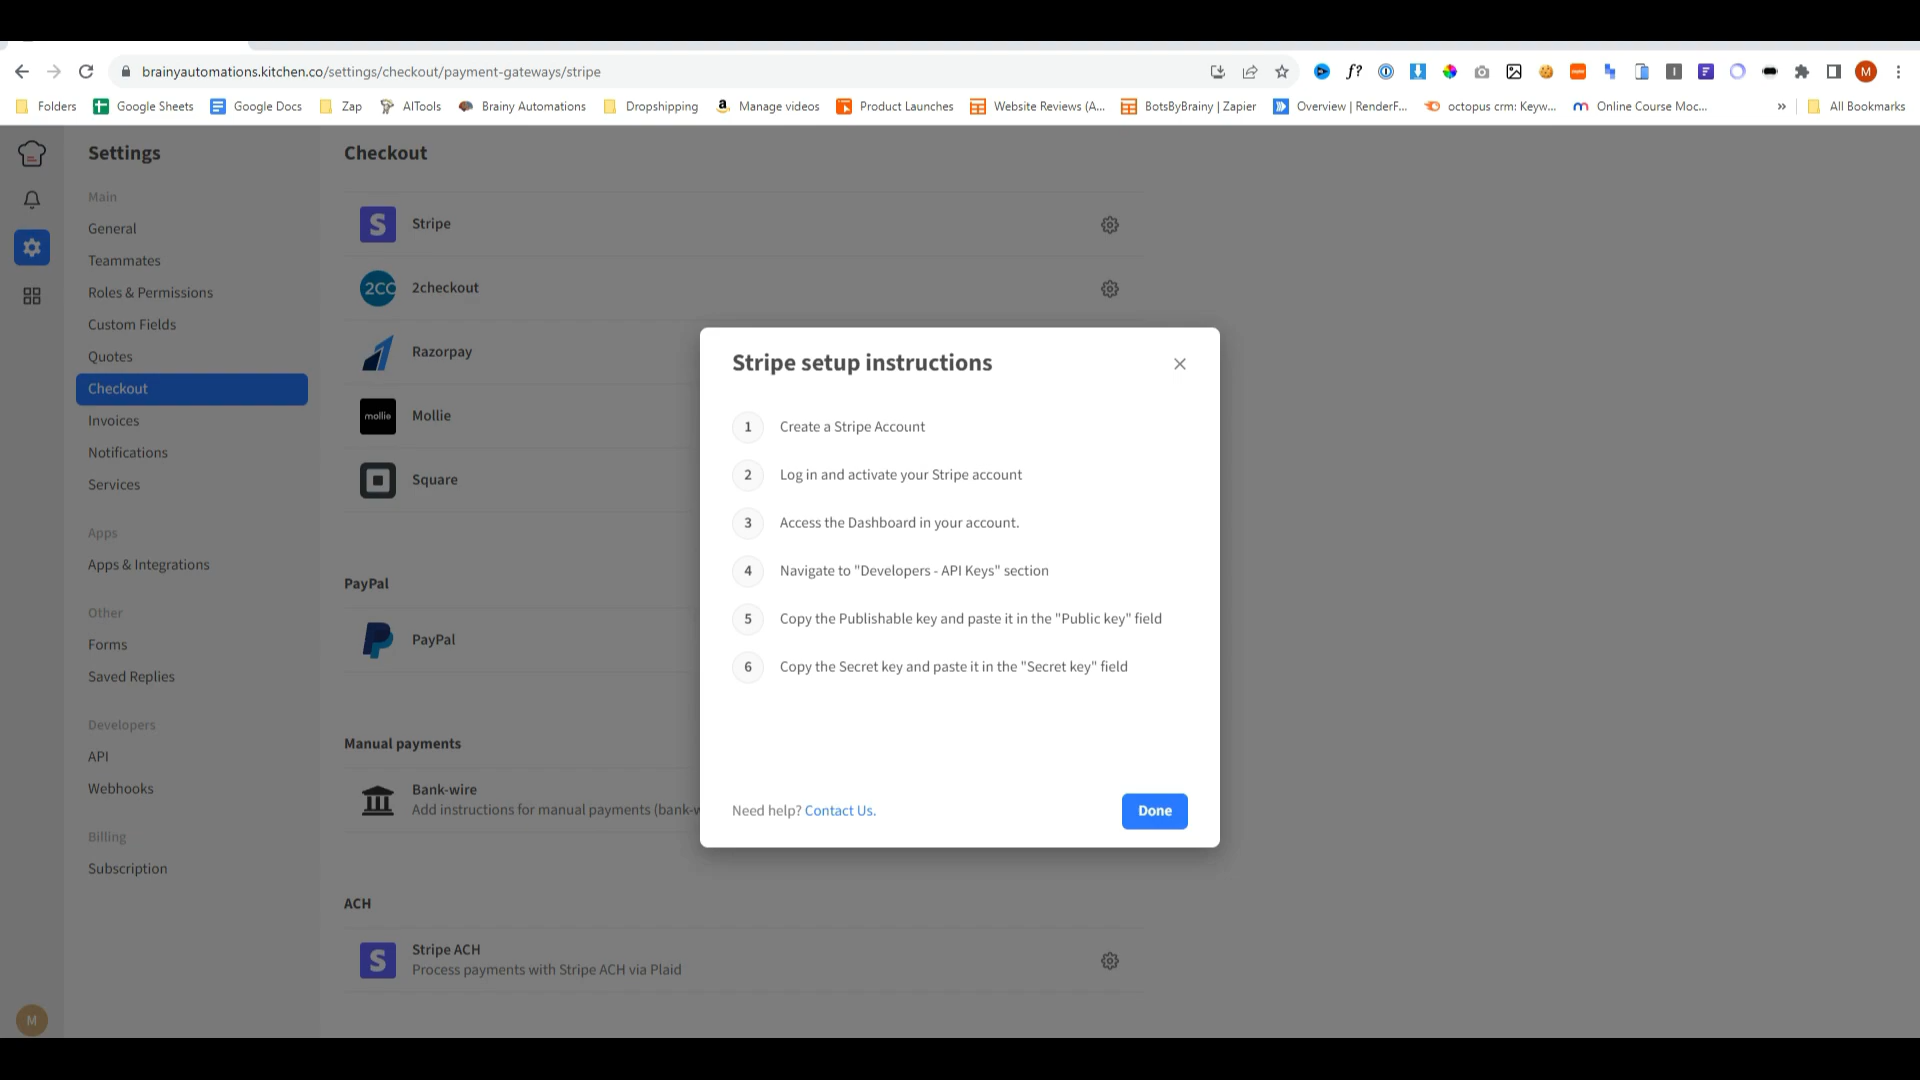 brainyautomations.kitchen.co/settings/checkout/payment-gateways/stripe
M
Folders
Google Sheets
Google Docs
Zap
AITools
Brainy Automations
Dropshipping
Manage videos
Product Launches
Website Reviews (A...
BotsByBrainy | Zapier
Overview | RenderF...
octopus crm: Keyw...
Online Course Moc...
»
All Bookmarks
Settings
Main
General
Teammates
Roles & Permissions
Custom Fields
Quotes
Checkout
Invoices
Notifications
Services
Apps
Apps & Integrations
Other
Forms
Saved Replies
Developers
API
Webhooks
Billing
Subscription
M
Checkout
S Stripe
2CO 2checkout
Razorpay
mollie Mollie
Square
PayPal
PayPal
Manual payments
Bank-wire
Add instructions for manual payments (bank-w
ACH
S Stripe ACH
Process payments with Stripe ACH via Plaid
Stripe setup instructions
1 Create a Stripe Account
2 Log in and activate your Stripe account
3 Access the Dashboard in your account.
4 Navigate to "Developers - API Keys" section
5 Copy the Publishable key and paste it in the "Public key" field
6 Copy the Secret key and paste it in the "Secret key" field
Need help? Contact Us.
Done